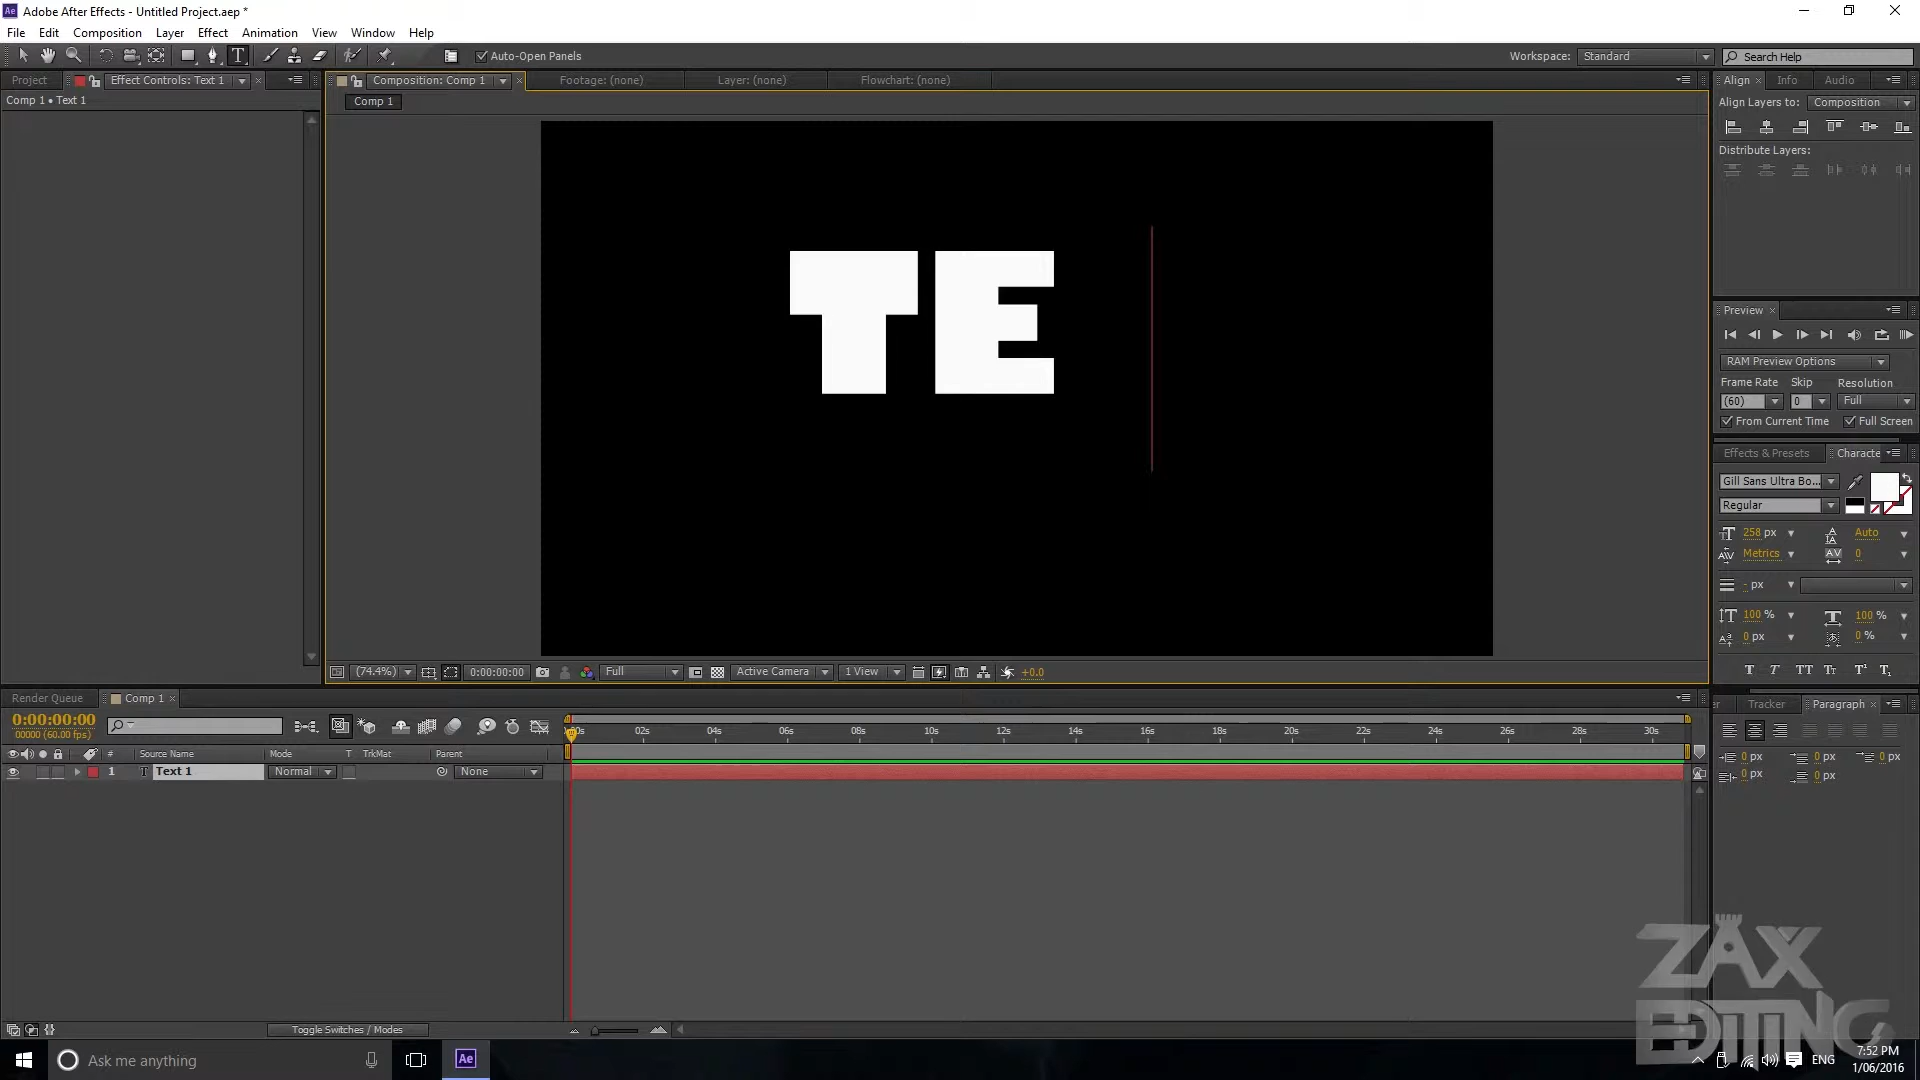 Adobe After Effects - Untitled Project.aep *
File Edit Composition Layer Effect Animation View Window Help
Auto-Open Panels Workspace: Standard Search Help
Project Effect Controls: Text 1 Composition: Comp 1 Footage: (none) Layer: (none) Flowchart: (none) Align Info Audio
Comp 1 • Text 1
Comp 1
Align Layers to: Composition
Distribute Layers:
TE
Preview
RAM Preview Options
Frame Rate Skip Resolution
(60) 0 Full
From Current Time Full Screen
Effects & Presets Characte
Gill Sans Ultra Bo...
Regular
258 px Auto
Metrics 0
- px
100 % 100 %
0 px 0 %
T T TT Tr T¹ T₁
(74.4%) 0:00:00:00 Full Active Camera 1 View +0.0
Render Queue Comp 1
0:00:00:00
00000 (60.00 fps)
Tracker Paragraph
0 px 0 px 0 px
0 px 0 px
02s 04s 06s 08s 10s 12s 14s 16s 18s 20s 22s 24s 26s 28s 30s
# Source Name Mode T TrkMat Parent
1 T Text 1 Normal None
Toggle Switches / Modes
ZAX
EDITING
Ask me anything Ae ENG
7:52 PM
1/06/2016